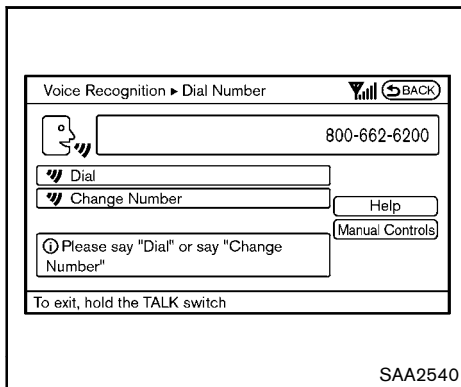 Voice Recognition ▸ Dial Number
BACK
800-662-6200
Dial
Change Number
Help
Manual Controls
Please say "Dial" or say "Change
Number"
To exit, hold the TALK switch
SAA2540